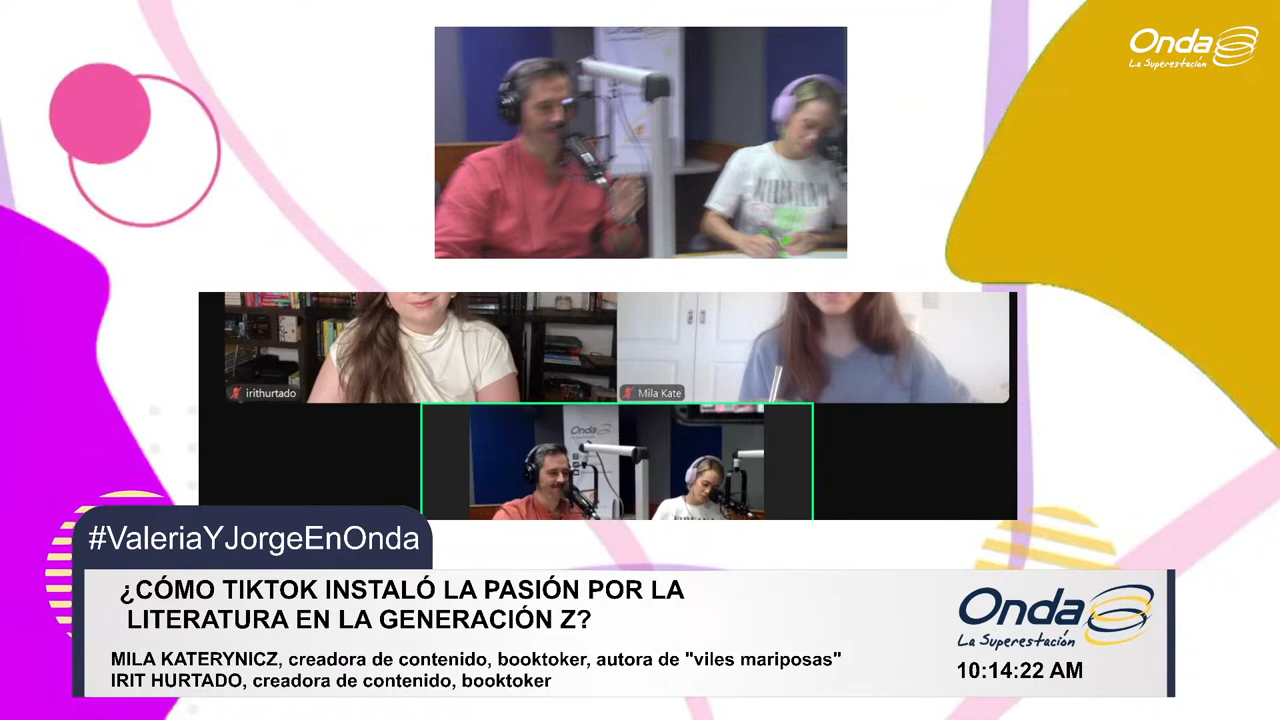 Onda
La Superestación
irithurtado
Mila Kate
Onda
#ValeriaYJorgeEnOnda
¿CÓMO TIKTOK INSTALÓ LA PASIÓN POR LA
LITERATURA EN LA GENERACIÓN Z?
MILA KATERYNICZ, creadora de contenido, booktoker, autora de "viles mariposas"
IRIT HURTADO, creadora de contenido, booktoker
Onda
La Superestación
10:14:22 AM